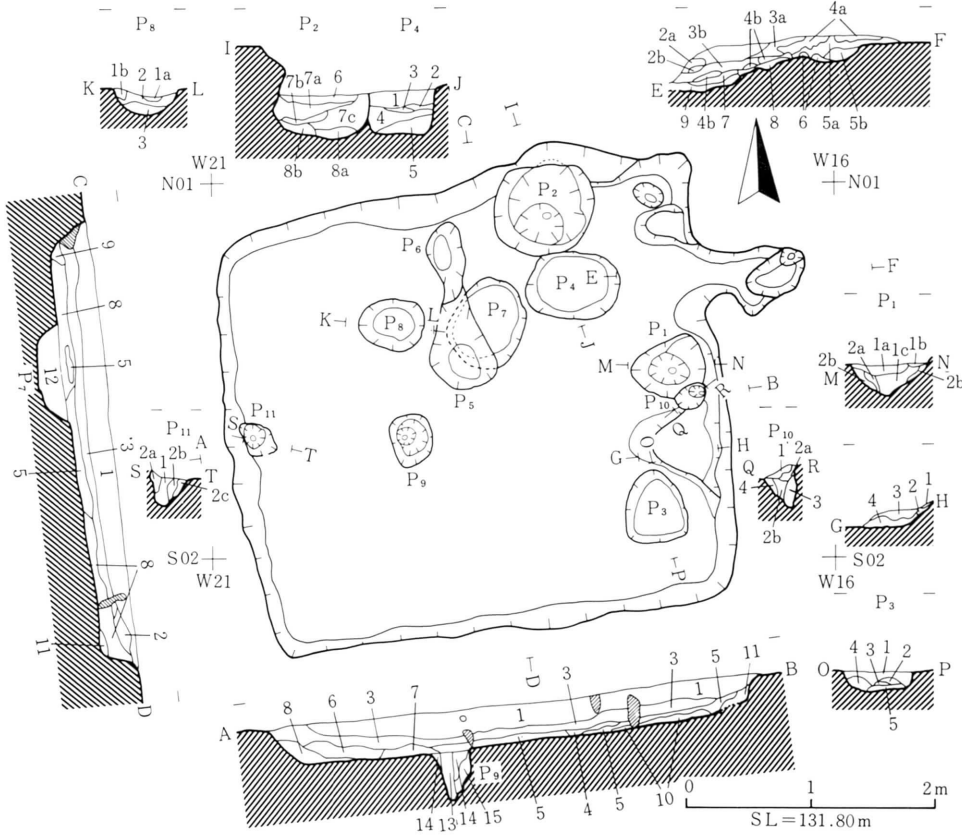 P8
K L
1b 2 1a
3
P2 P4
I J
7b 7a 6 3 2
7c 1 4
8b 8a 5
4b 3a 4a
2a 3b
2b
E F
9 4b 7 8 6 5a 5b
W21
N01
W16
N01
C
9
8
5
P7
12
3
1
5
8
2
11
D
C
I
P2
P6
P4
E
F
K
P8
L
P7
J
P5
P1
M N
P10
R
B
Q
S
P11
T
A
P9
O
G H
P3
P
D
P1
1a 1b
2a 1c
2b
M N
2b
P11
2a 1 2b
S T
2c
P10
1 2a
Q R
4 3
2b
1
2
3
4
G H
S02
W21
S02
W16
P3
4 3 1 2
O P
5
A B
8 6 3 7 1 3 3 1 5 11
P9
14 13 14 15 5 4 5 10
0 1 2m
SL=131.80m